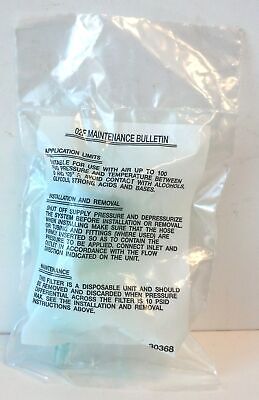 MAINTENANCE BULLETIN
APPLICATION LIMITS
SUITABLE FOR USE WITH AIR UP TO 100
PRESSURE AND TEMPERATURE BETWEEN
AVOID CONTACT WITH ALCOHOLS,
GLYCOLS, STRONG ACIDS AND BASES.
INSTALLATION AND REMOVAL
SHUT OFF SUPPLY PRESSURE AND DEPRESSURIZE
THE SYSTEM BEFORE INSTALLATION OR REMOVAL.
WHEN INSTALLING MAKE SURE THAT THE HOSE
OR TUBING AND FITTINGS (WHERE USED) ARE
FIRMLY INSERTED SO AS TO CONTAIN THE
PRESSURE TO BE APPLIED. CONNECT INLET AND
OUTLET IN ACCORDANCE WITH THE FLOW
DIRECTION INDICATED ON THE UNIT.
MAINTENANCE
THIS FILTER IS A DISPOSABLE UNIT AND SHOULD
BE REMOVED AND DISCARDED WHEN PRESSURE
DIFFERENTIAL ACROSS THE FILTER IS 10 PSID
MAX. SEE THE INSTALLATION AND REMOVAL
INSTRUCTIONS ABOVE.
30368